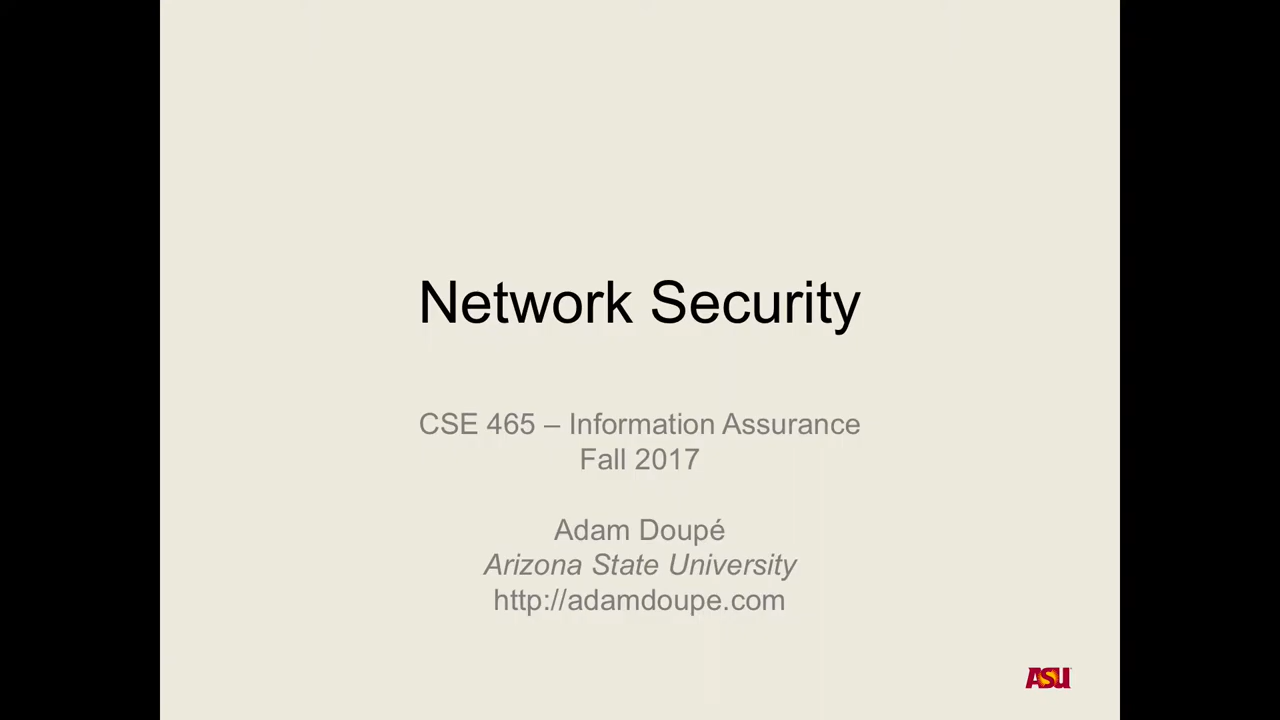 Network Security
CSE 465 – Information Assurance
Fall 2017
Adam Doupé
Arizona State University
http://adamdoupe.com
ASU